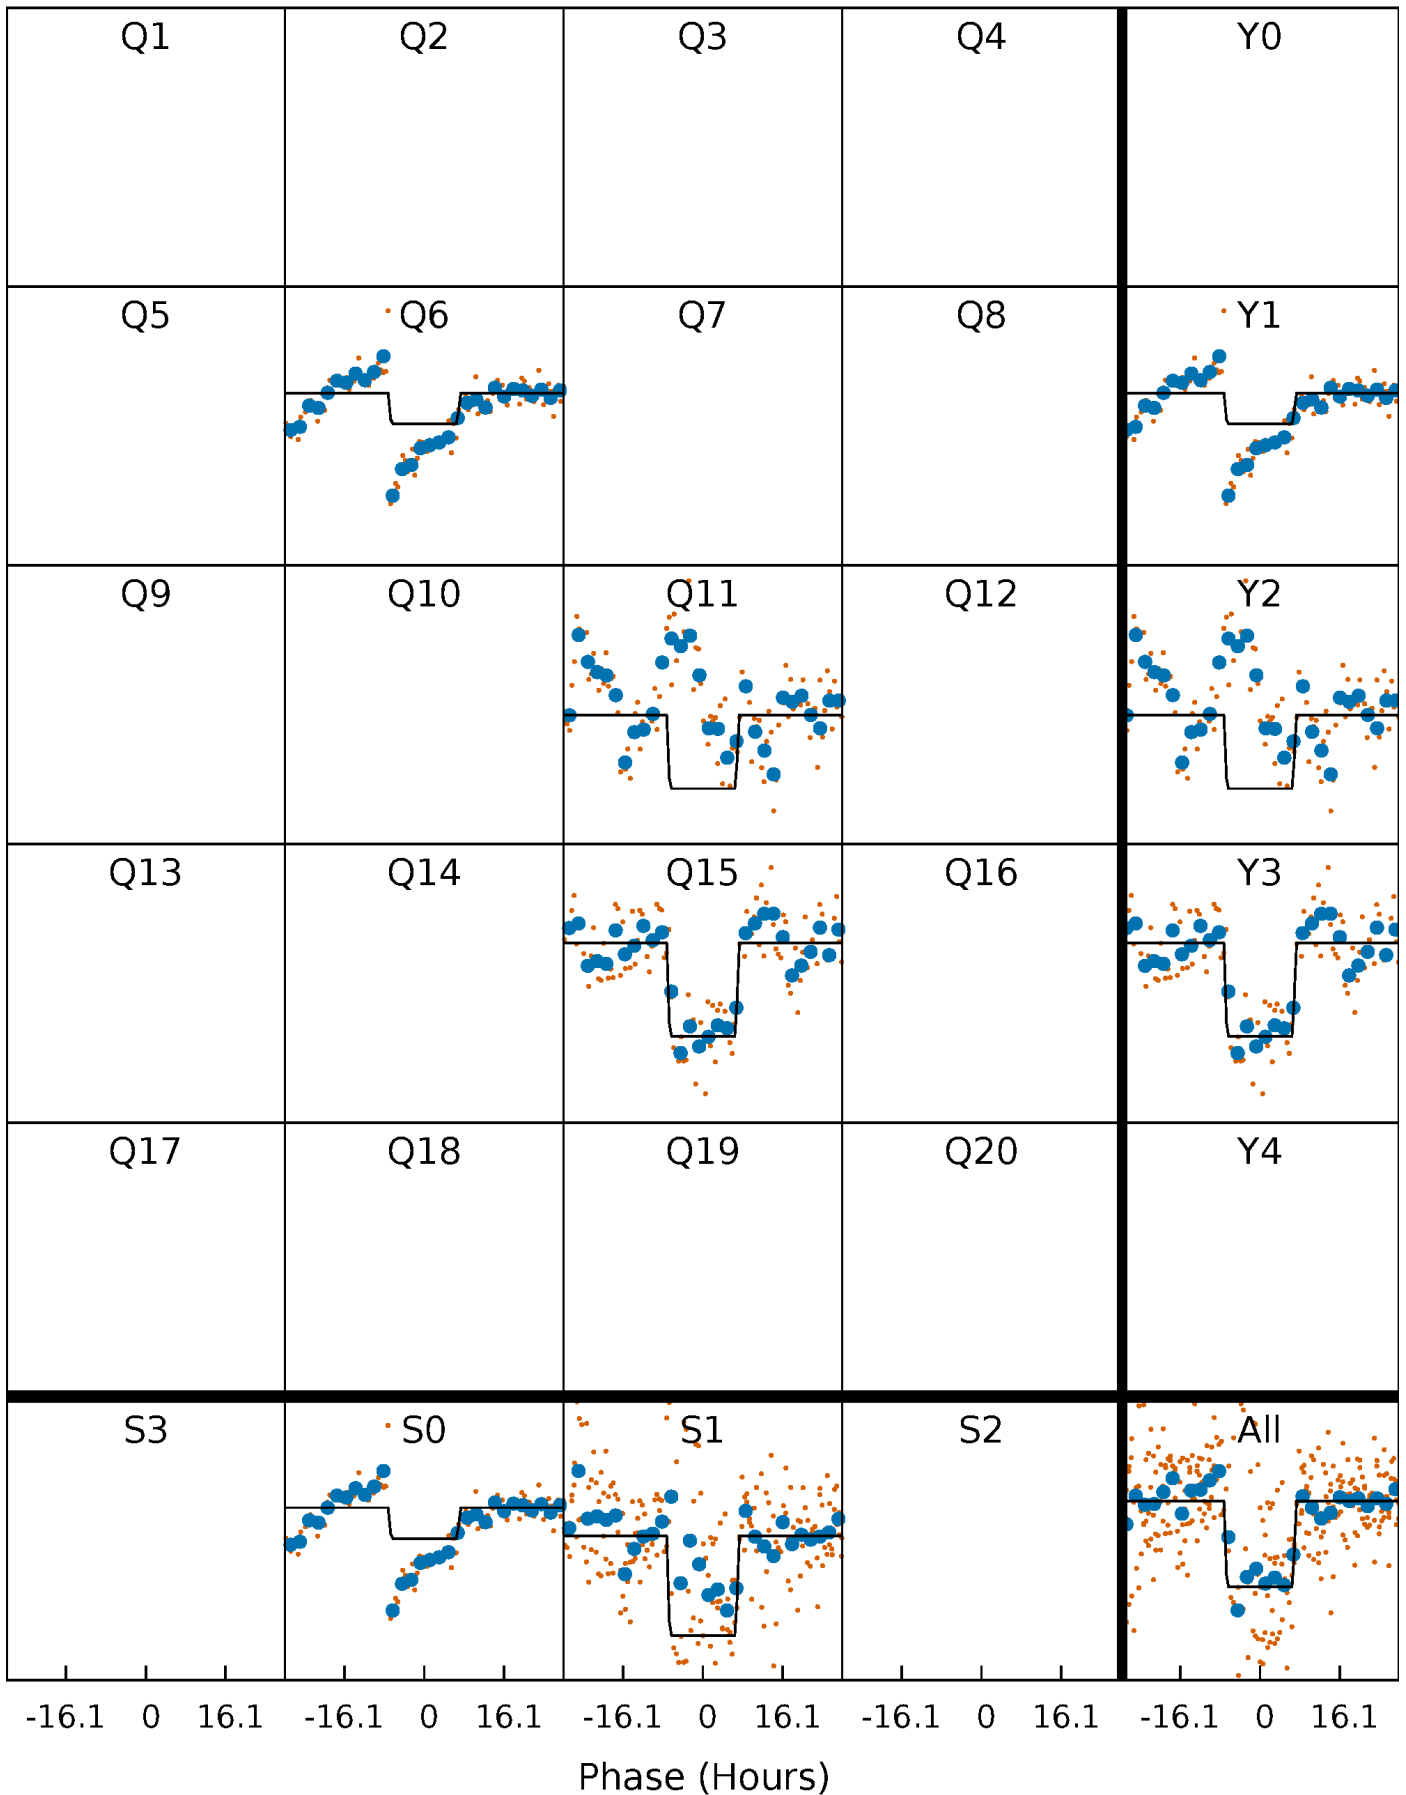 Q1 Q2 Q3 Q4 Y0
Q5 Q6 Q7 Q8 Y1
Q9 Q10 Q11 Q12 Y2
Q13 Q14 Q15 Q16 Y3
Q17 Q18 Q19 Q20 Y4
S3 S0 S1 S2 All
-16.1 0 16.1 -16.1 0 16.1 -16.1 0 16.1 -16.1 0 16.1 -16.1 0 16.1
Phase (Hours)